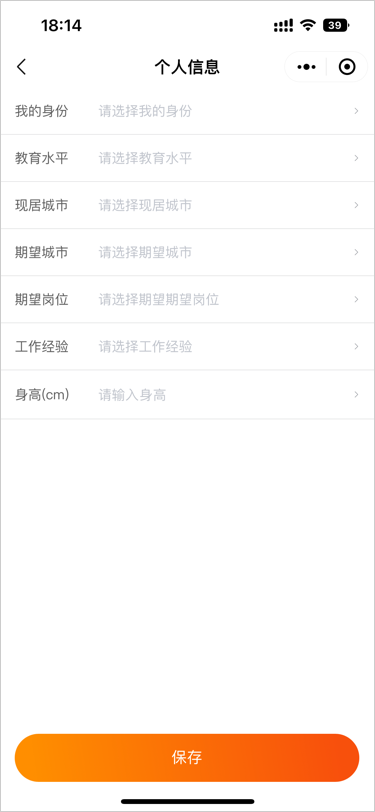 18:14
39
个人信息
我的身份 请选择我的身份
教育水平 请选择教育水平
现居城市 请选择现居城市
期望城市 请选择期望城市
期望岗位 请选择期望期望岗位
工作经验 请选择工作经验
身高(cm) 请输入身高
保存